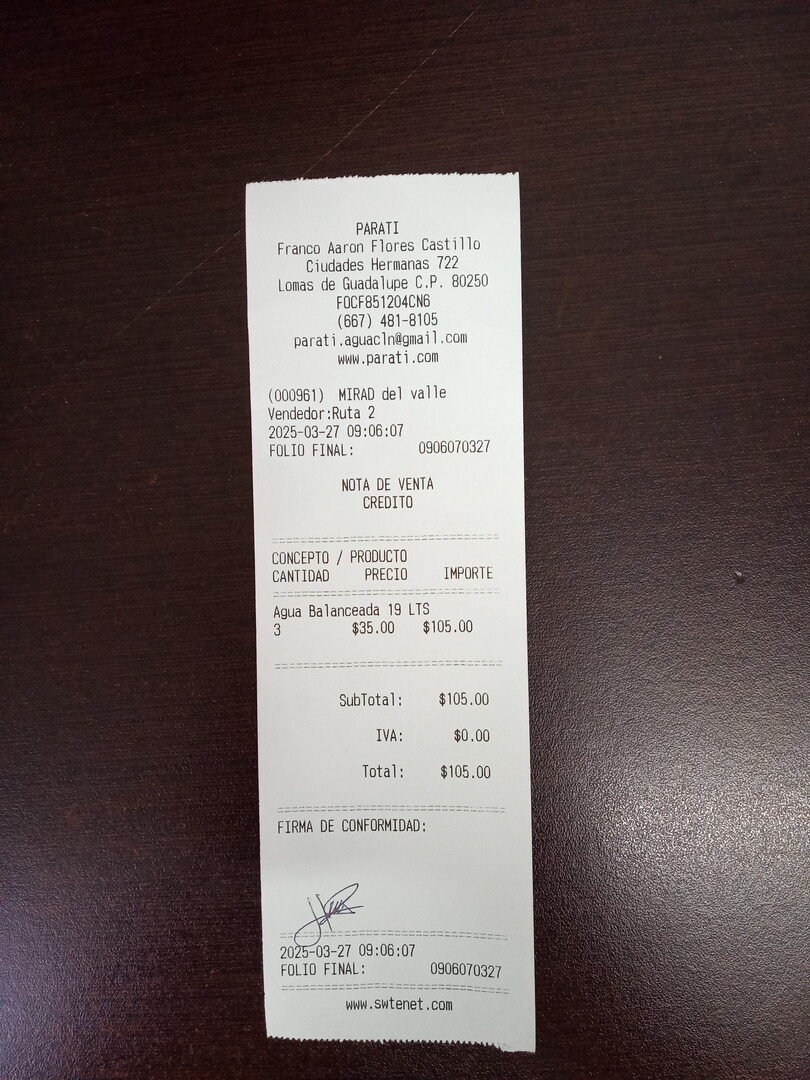 PARATI
Franco Aaron Flores Castillo
Ciudades Hermanas 722
Lomas de Guadalupe C.P. 80250
FOCF851204CN6
(667) 481-8105
parati.aguacln@gmail.com
www.parati.com
(000961) MIRAD del valle
Vendedor:Ruta 2
2025-03-27 09:06:07
FOLIO FINAL: 0906070327
NOTA DE VENTA
CREDITO
CONCEPTO / PRODUCTO
CANTIDAD PRECIO IMPORTE
Agua Balanceada 19 LTS
3 $35.00 $105.00
SubTotal: $105.00
IVA: $0.00
Total: $105.00
FIRMA DE CONFORMIDAD:
2025-03-27 09:06:07
FOLIO FINAL: 0906070327
www.swtenet.com